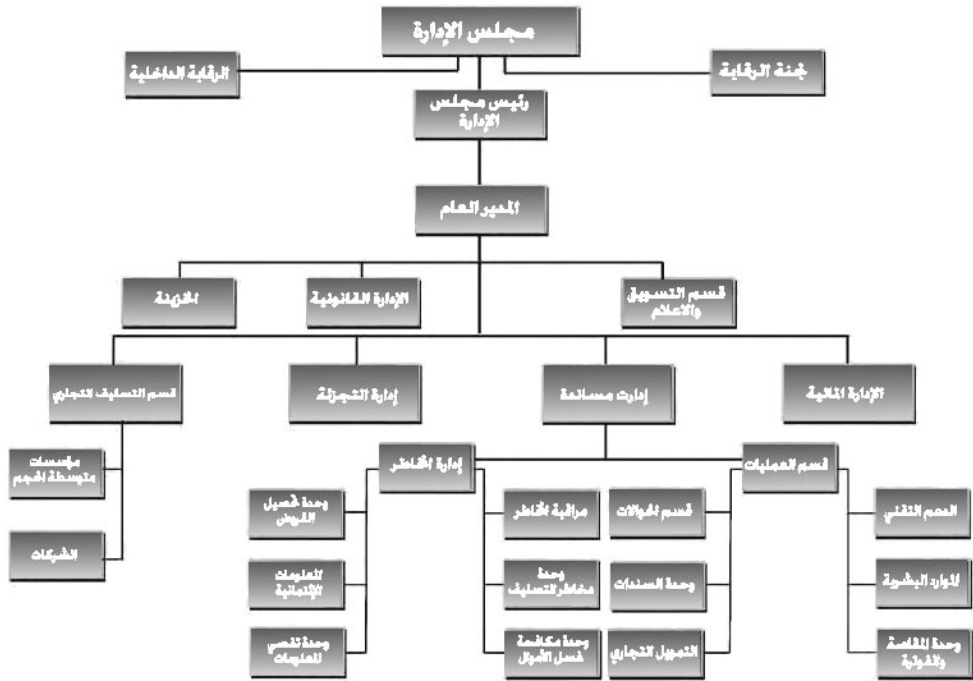 مجلس الإدارة
لجنة الرقابة
الرقابة الداخلية
رئيس مجلس
الإدارة
المدير العام
قسم التسويق
والاعلام
الإدارة القانونية
الخزينة
الإدارة المالية
إدارت مساندة
إدارة التجزئة
قسم التسليف التجاري
قسم العمليات
إدارة المخاطر
مؤسسات
متوسطة الحجم
الشركات
الدعم التقني
قسم الحوالات
مراقبة المخاطر
وحدة تحصيل
القروض
الموارد البشرية
وحدة السندات
وحدة
مخاطر التسليف
المعلومات
الإئتمانية
وحدة المقاصة
والفوترة
التمويل التجاري
وحدة مكافحة
غسل الأموال
وحدة تقصي
المعلومات